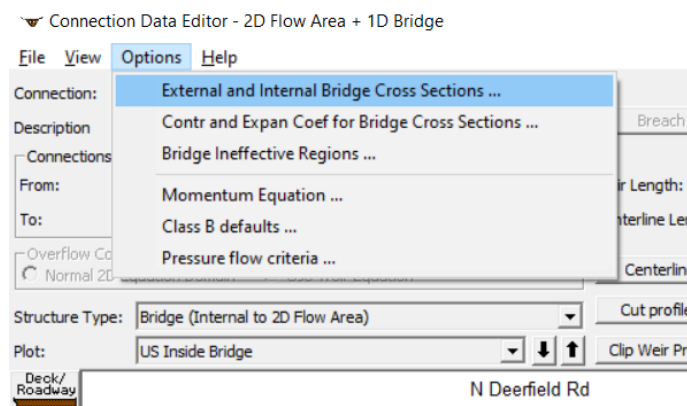 Connection Data Editor - 2D Flow Area + 1D Bridge
File View Options Help
Connection:
External and Internal Bridge Cross Sections ...
Description
Contr and Expan Coef for Bridge Cross Sections ...
Breach
Connections
Bridge Ineffective Regions ...
From:
ir Length:
Momentum Equation ...
To:
Class B defaults ...
nterline Le
Overflow Co
Pressure flow criteria ...
Normal 2D Equation Domain
Centerlin
Structure Type: Bridge (Internal to 2D Flow Area)
Cut profile
Plot: US Inside Bridge
Clip Weir Pr
Deck/
Roadway
N Deerfield Rd